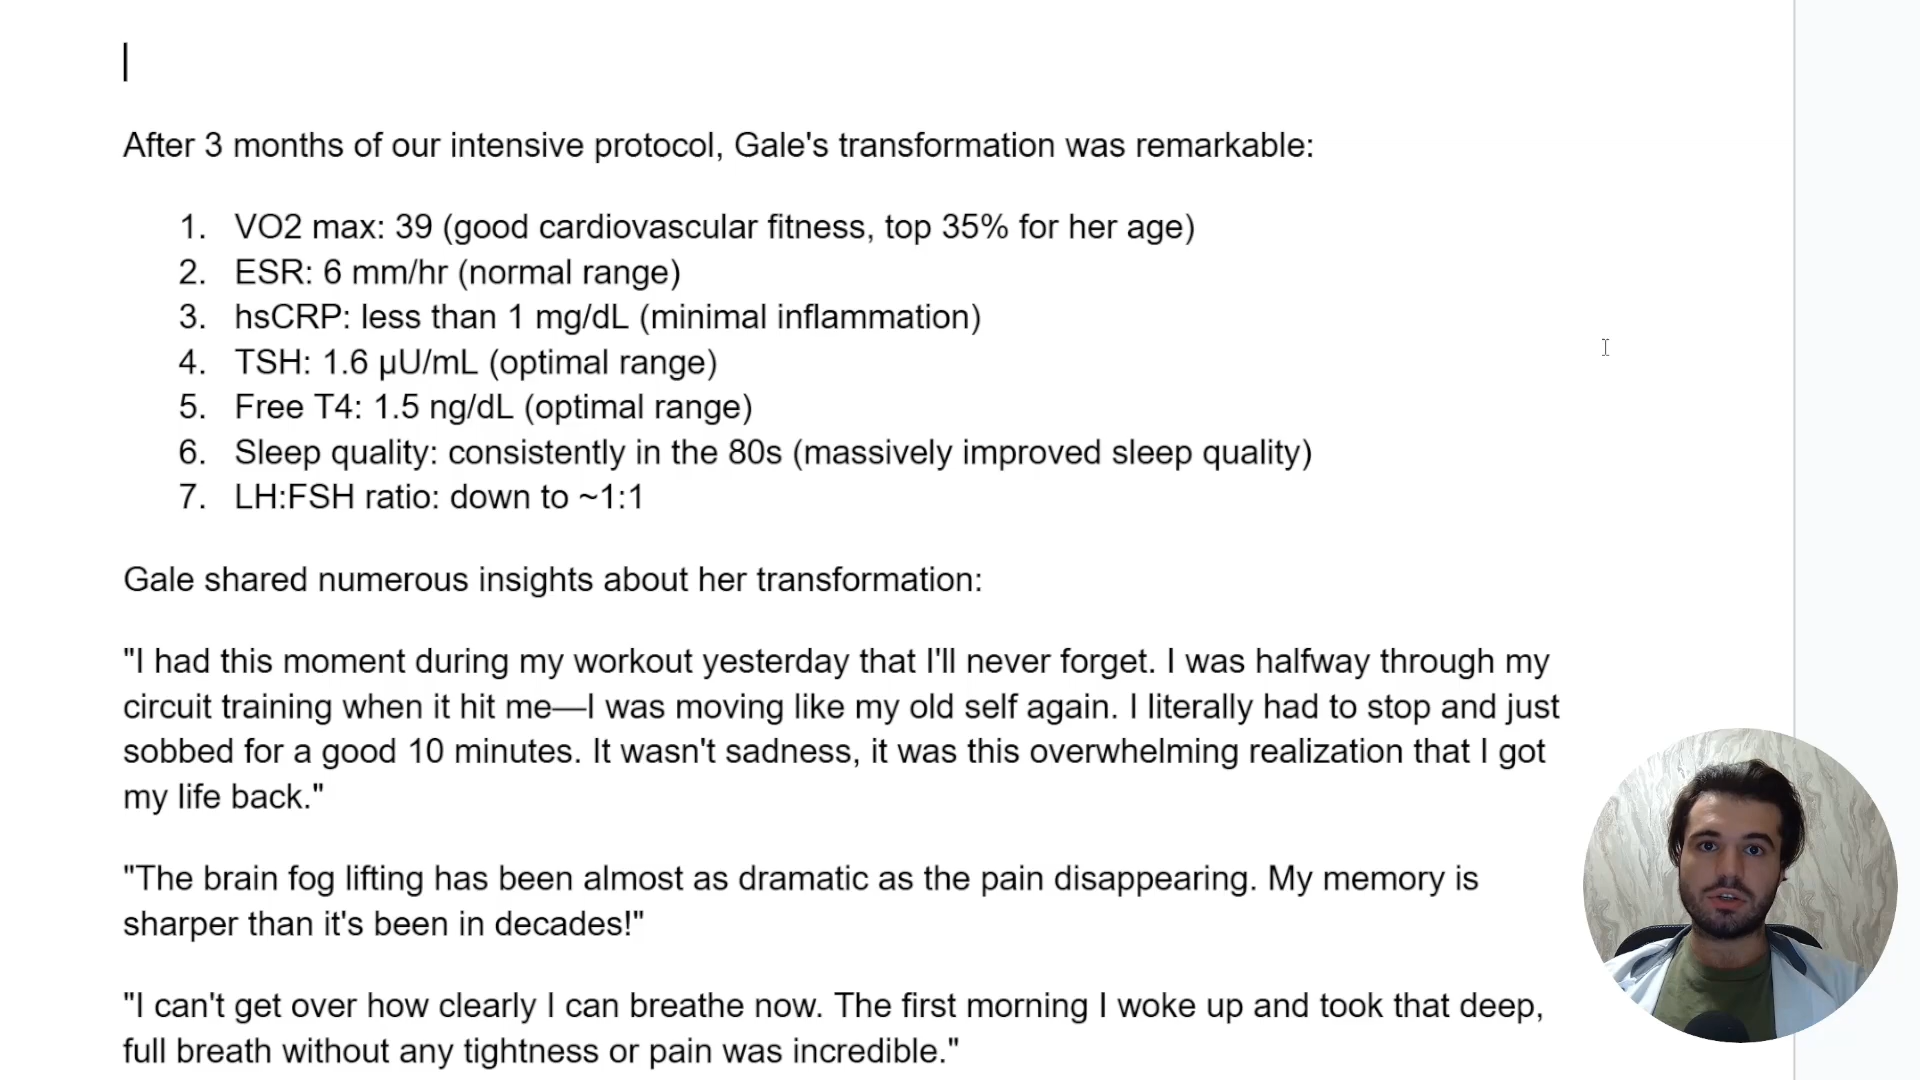 After 3 months of our intensive protocol, Gale's transformation was remarkable:
1. VO2 max: 39 (good cardiovascular fitness, top 35% for her age)
2. ESR: 6 mm/hr (normal range)
3. hsCRP: less than 1 mg/dL (minimal inflammation)
4. TSH: 1.6 µU/mL (optimal range)
5. Free T4: 1.5 ng/dL (optimal range)
6. Sleep quality: consistently in the 80s (massively improved sleep quality)
7. LH:FSH ratio: down to ~1:1
Gale shared numerous insights about her transformation:
"I had this moment during my workout yesterday that I'll never forget. I was halfway through my
circuit training when it hit me—I was moving like my old self again. I literally had to stop and just
sobbed for a good 10 minutes. It wasn't sadness, it was this overwhelming realization that I got
my life back."
"The brain fog lifting has been almost as dramatic as the pain disappearing. My memory is
sharper than it's been in decades!"
"I can't get over how clearly I can breathe now. The first morning I woke up and took that deep,
full breath without any tightness or pain was incredible."